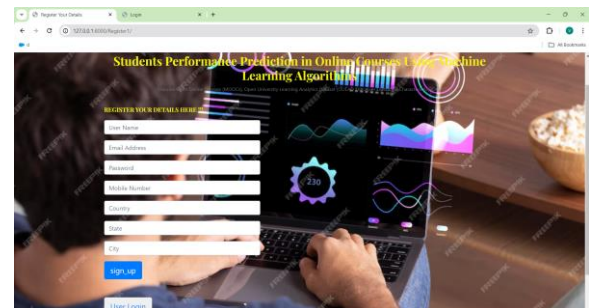 Register Your Details
Login
127.0.0.1:8000/Register1/
All Bookmarks
Students Performance Prediction in Online Courses Using Machine
Learning Algorithms
REGISTER YOUR DETAILS HERE !!!
User Name
Email Address
Password
Mobile Number
Country
State
City
sign_up
User Login
230
FREEPIK